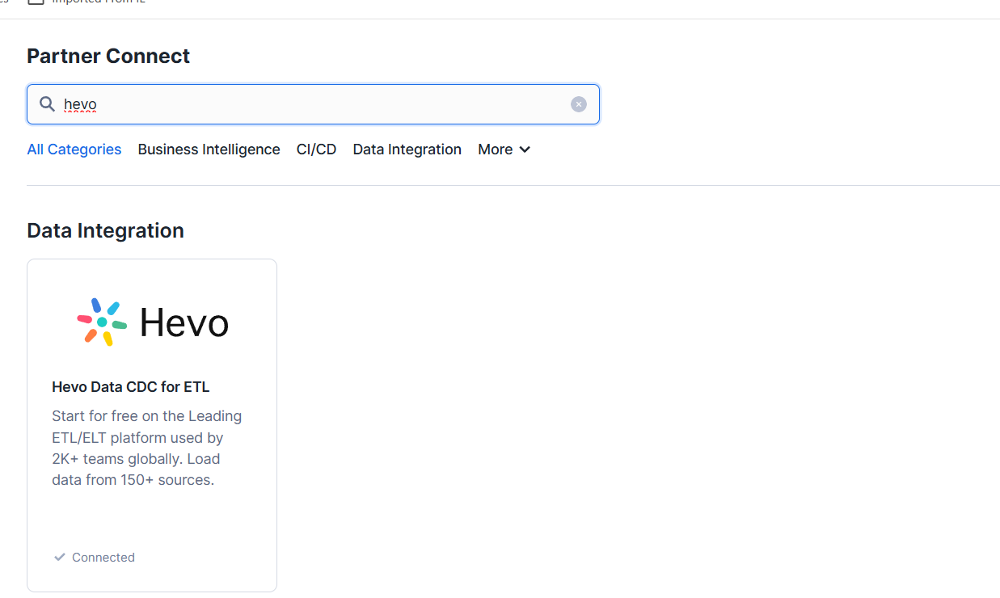 Imported From IE
Partner Connect
hevo
All Categories Business Intelligence CI/CD Data Integration More
Data Integration
Hevo
Hevo Data CDC for ETL
Start for free on the Leading
ETL/ELT platform used by
2K+ teams globally. Load
data from 150+ sources.
Connected